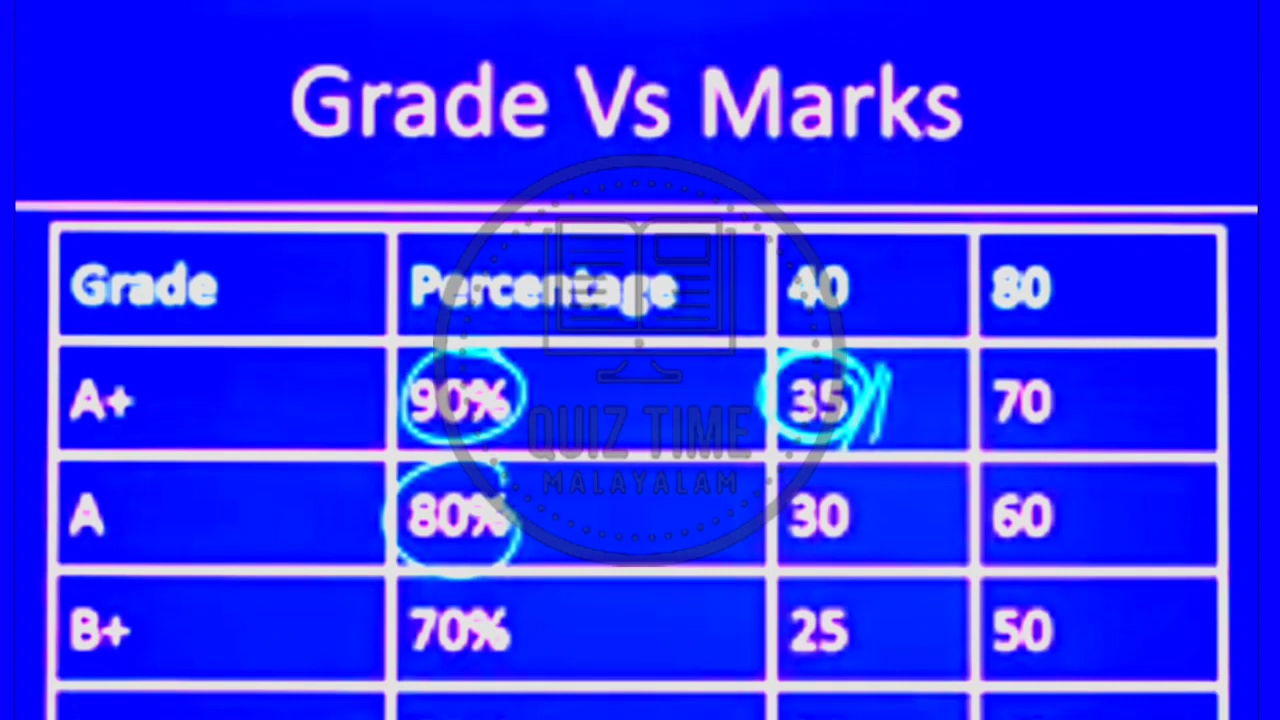 Grade Vs Marks
Grade Percentage 40 80
A+ 90% 35 70
QUIZ TIME
MALAYALAM
A 80% 30 60
B+ 70% 25 50